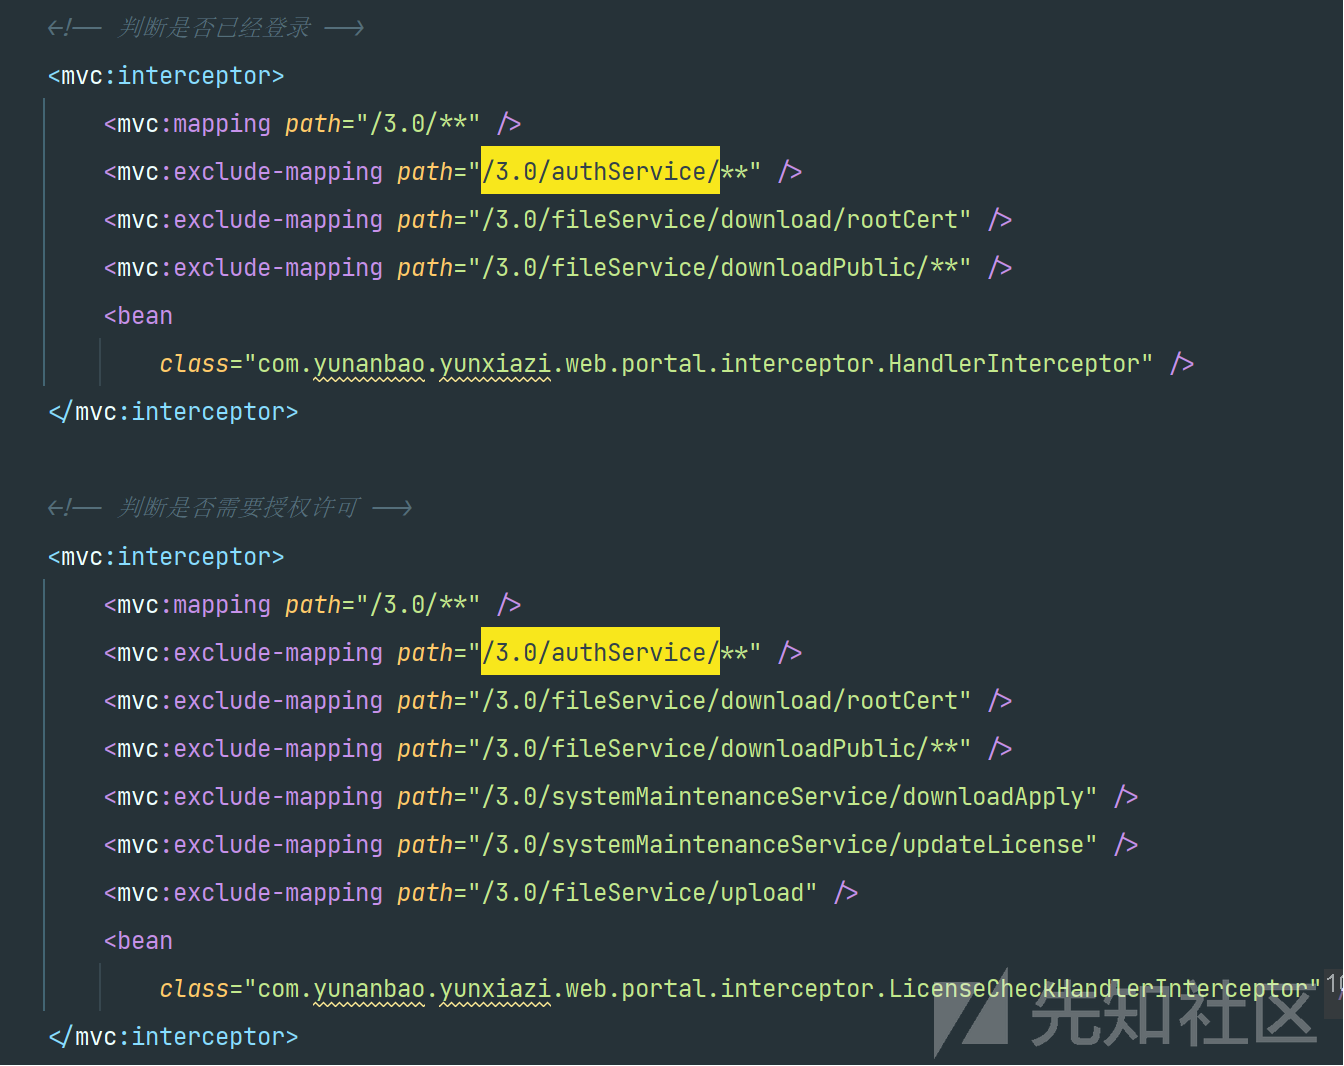 <!-- 判断是否已经登录 -->
<mvc:interceptor>
<mvc:mapping path="/3.0/**" />
<mvc:exclude-mapping path="/3.0/authService/**" />
<mvc:exclude-mapping path="/3.0/fileService/download/rootCert" />
<mvc:exclude-mapping path="/3.0/fileService/downloadPublic/**" />
<bean
class="com.yunanbao.yunxiazi.web.portal.interceptor.HandlerInterceptor" />
</mvc:interceptor>
<!-- 判断是否需要授权许可 -->
<mvc:interceptor>
<mvc:mapping path="/3.0/**" />
<mvc:exclude-mapping path="/3.0/authService/**" />
<mvc:exclude-mapping path="/3.0/fileService/download/rootCert" />
<mvc:exclude-mapping path="/3.0/fileService/downloadPublic/**" />
<mvc:exclude-mapping path="/3.0/systemMaintenanceService/downloadApply" />
<mvc:exclude-mapping path="/3.0/systemMaintenanceService/updateLicense" />
<mvc:exclude-mapping path="/3.0/fileService/upload" />
<bean
class="com.yunanbao.yunxiazi.web.portal.interceptor.LicenseCheckHandlerInterceptor"
</mvc:interceptor>
先知社区